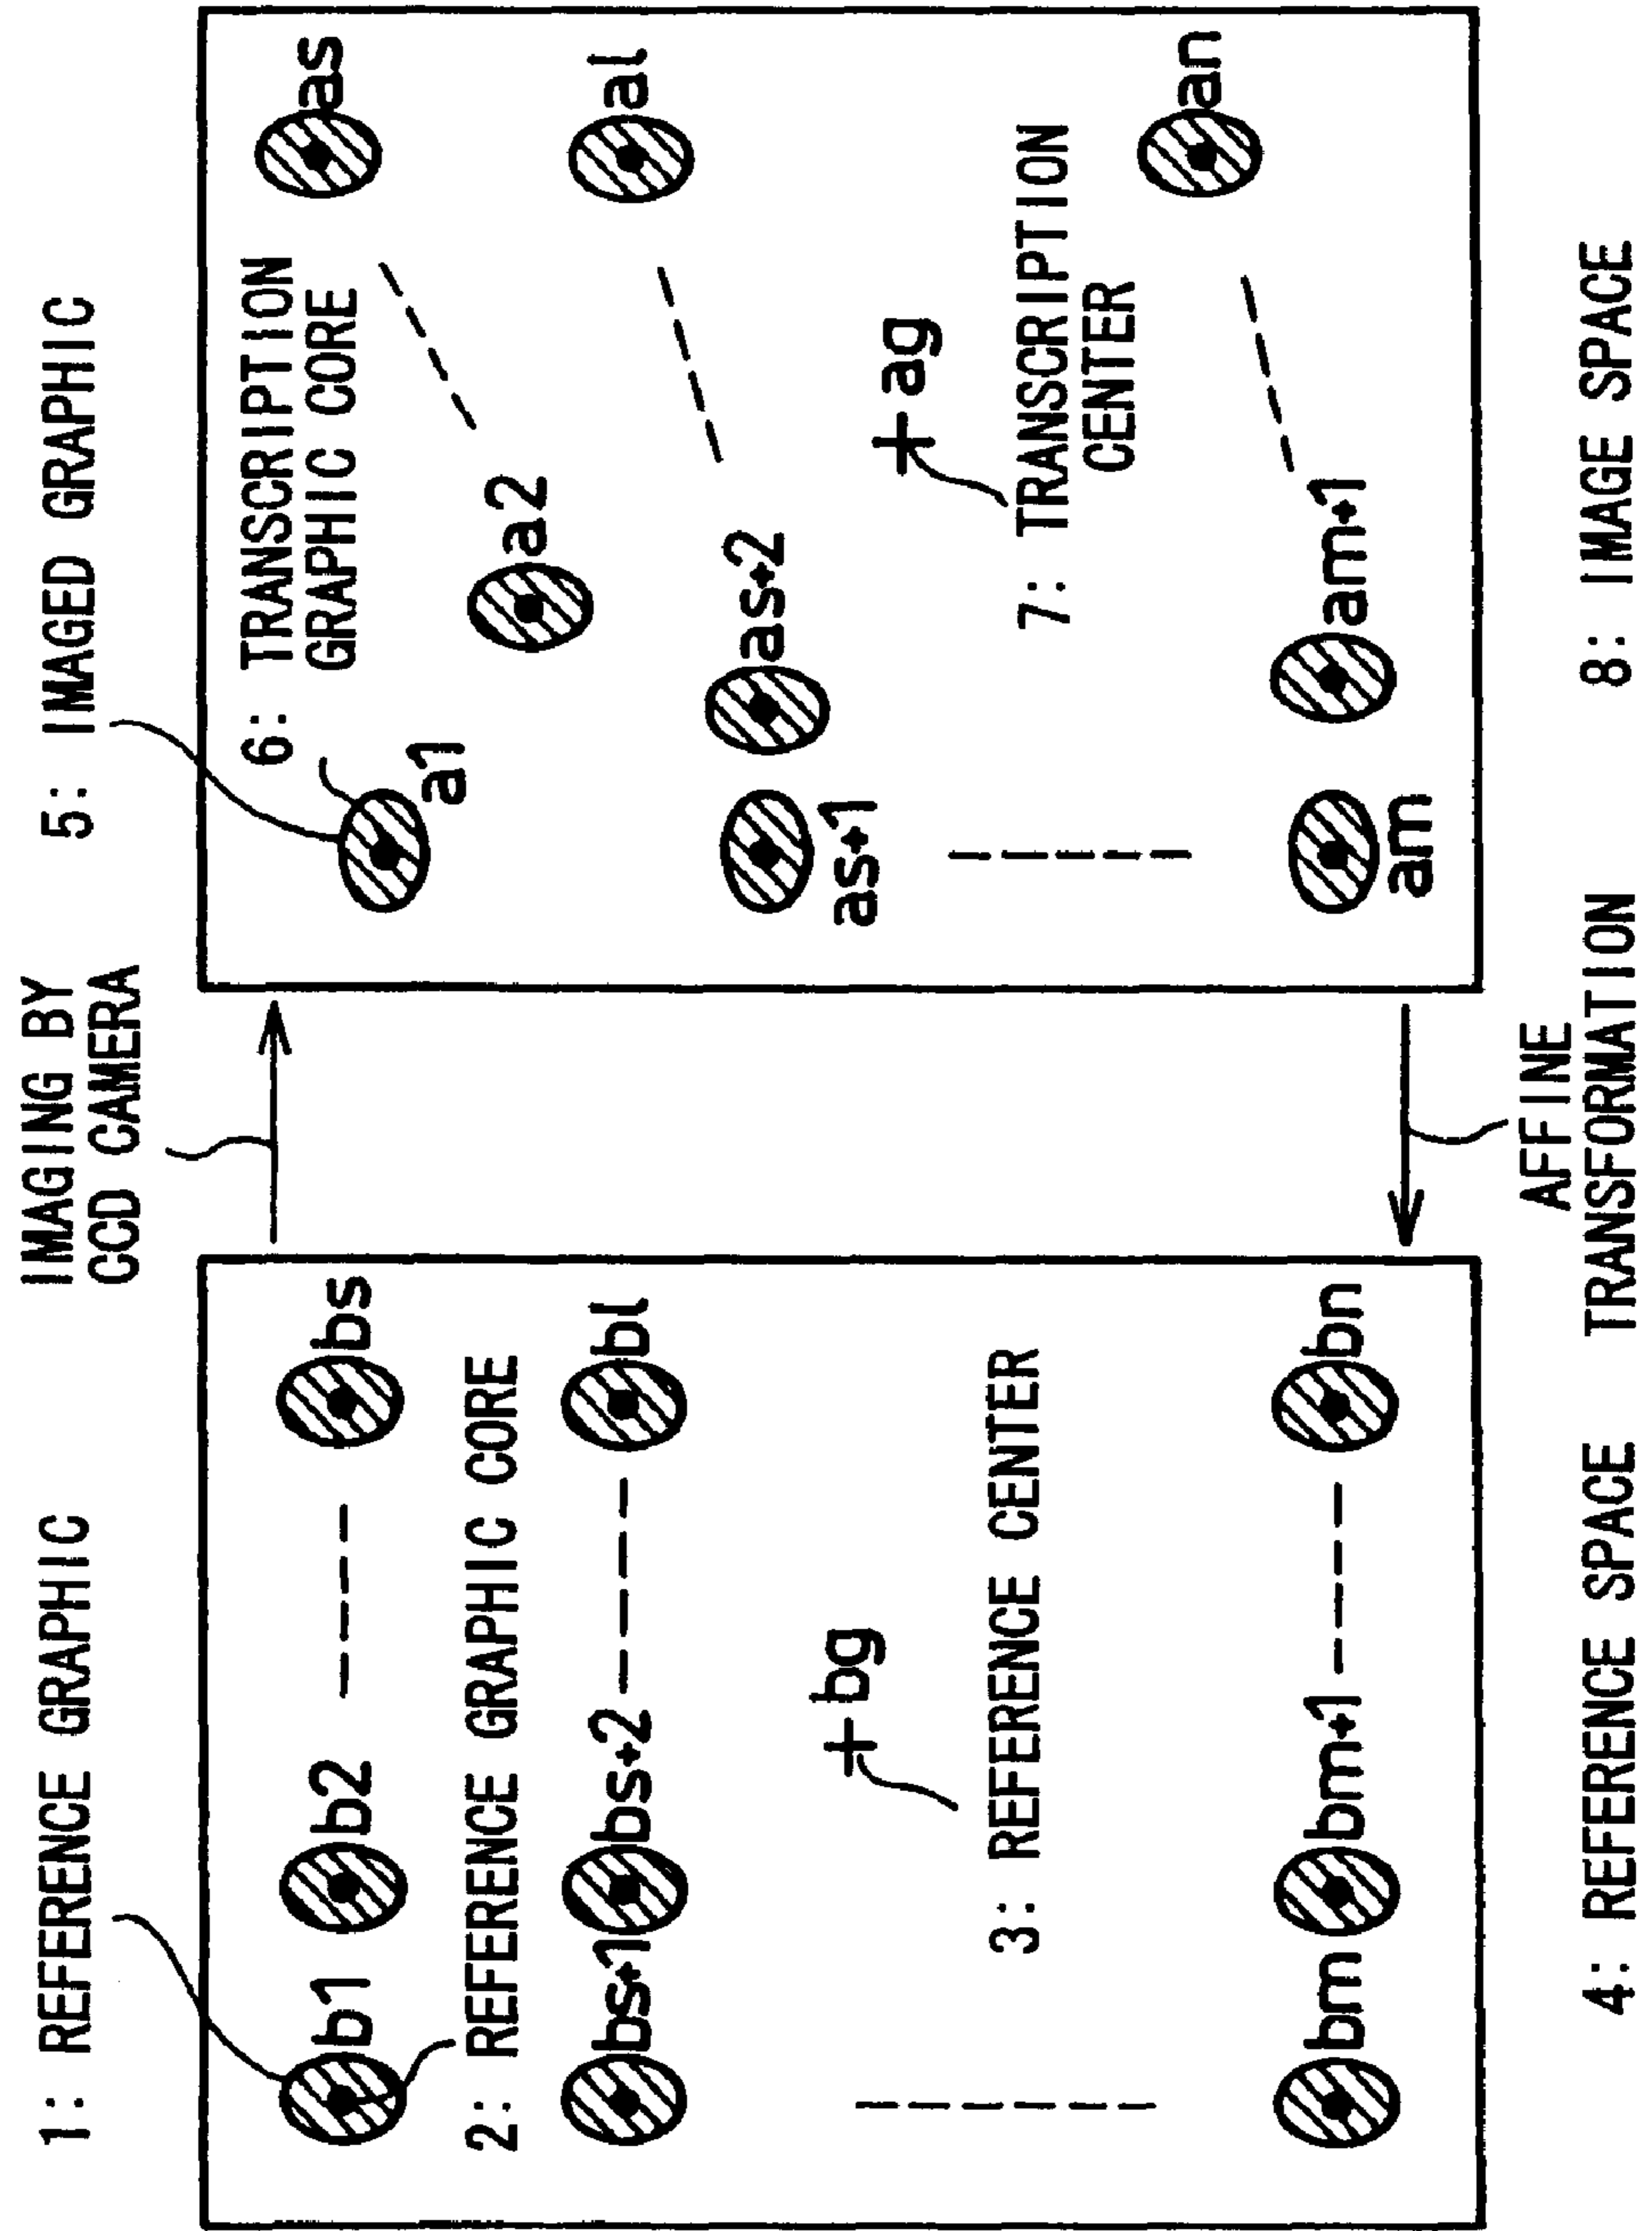 1: REFERENCE GRAPHIC
b1
b2
bs
2: REFERENCE GRAPHIC CORE
bs+1
bs+2
bl
bg
3: REFERENCE CENTER
bm
bm+1
bn
4: REFERENCE SPACE
IMAGING BY
CCD CAMERA
AFFINE
TRANSFORMATION
5: IMAGED GRAPHIC
6: TRANSCRIPTION
GRAPHIC CORE
as
a1
a2
al
as+1
as+2
ag
7: TRANSCRIPTION
CENTER
an
am
am+1
8: IMAGE SPACE